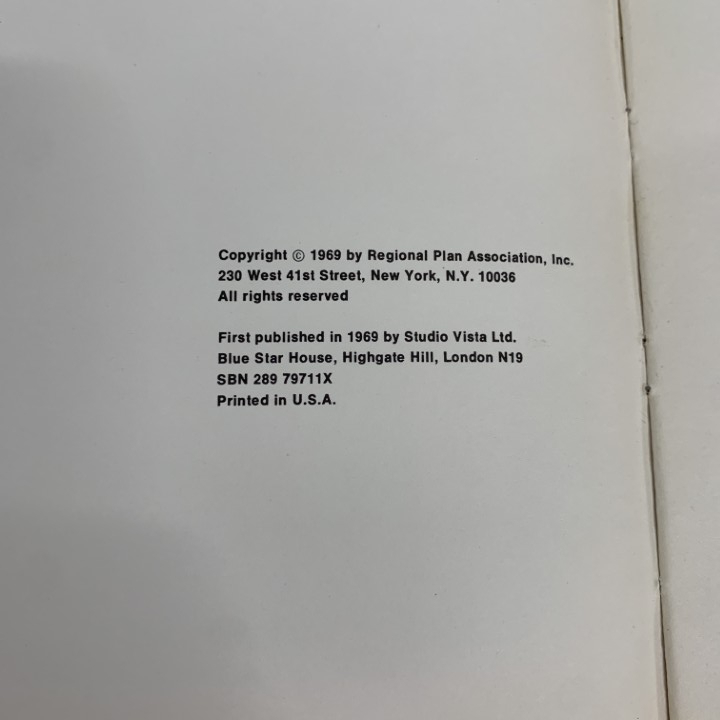 Copyright © 1969 by Regional Plan Association, Inc.
230 West 41st Street, New York, N.Y. 10036
All rights reserved
First published in 1969 by Studio Vista Ltd.
Blue Star House, Highgate Hill, London N19
SBN 289 79711X
Printed in U.S.A.